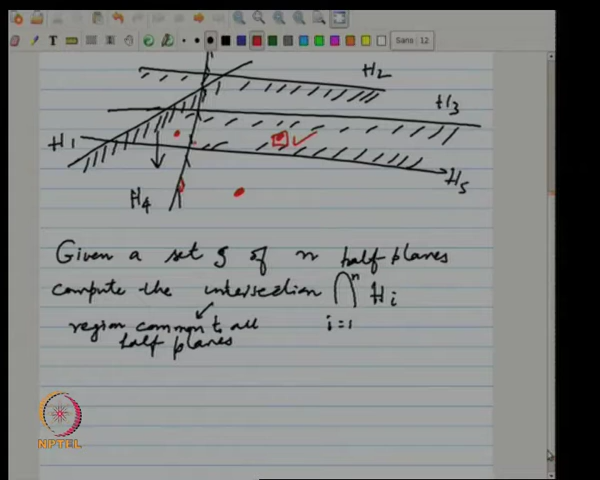 Sans 12
H2
H3
H1
H5
H4
Given a set S of n half planes
compute the intersection ⋂ Hi
n
i=1
region common to all
half planes
NPTEL